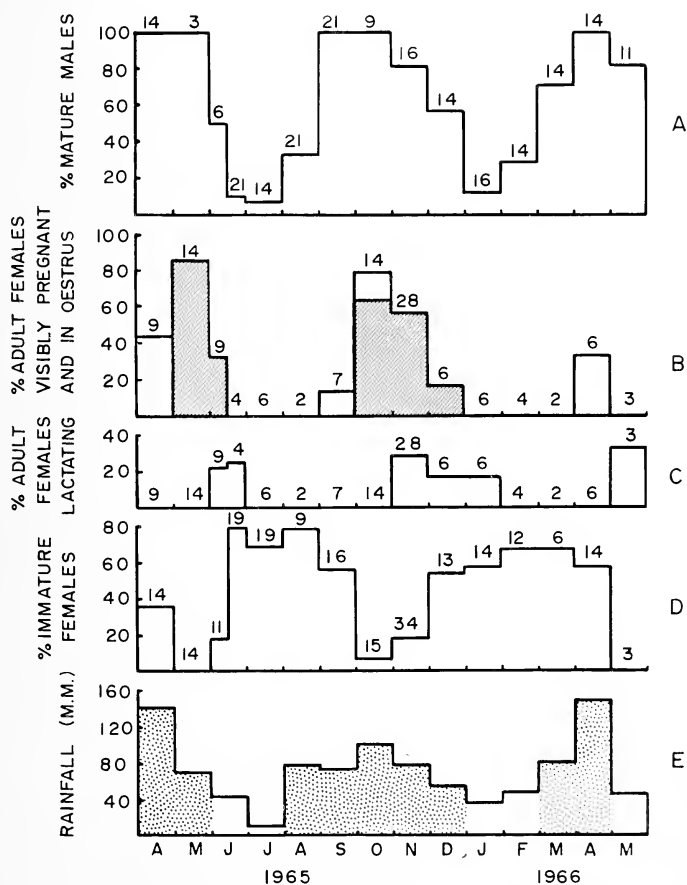 % MATURE MALES
100
80
60
40
20
14 3 6 21 14 21 21 9 16 14 16 14 14 14 11
A
% ADULT FEMALES
VISIBLY PREGNANT
AND IN OESTRUS
100
80
60
40
20
9 14 9 4 6 2 7 14 28 6 6 4 2 6 3
B
% ADULT
FEMALES
LACTATING
40
20
9 14 9 4 6 2 7 14 28 6 6 4 2 6 3
C
% IMMATURE
FEMALES
80
60
40
20
14 14 11 19 19 9 16 15 34 13 14 12 6 14 3
D
RAINFALL (M.M.)
160
120
80
40
E
A M J J A S O N D J F M A M
1965 1966